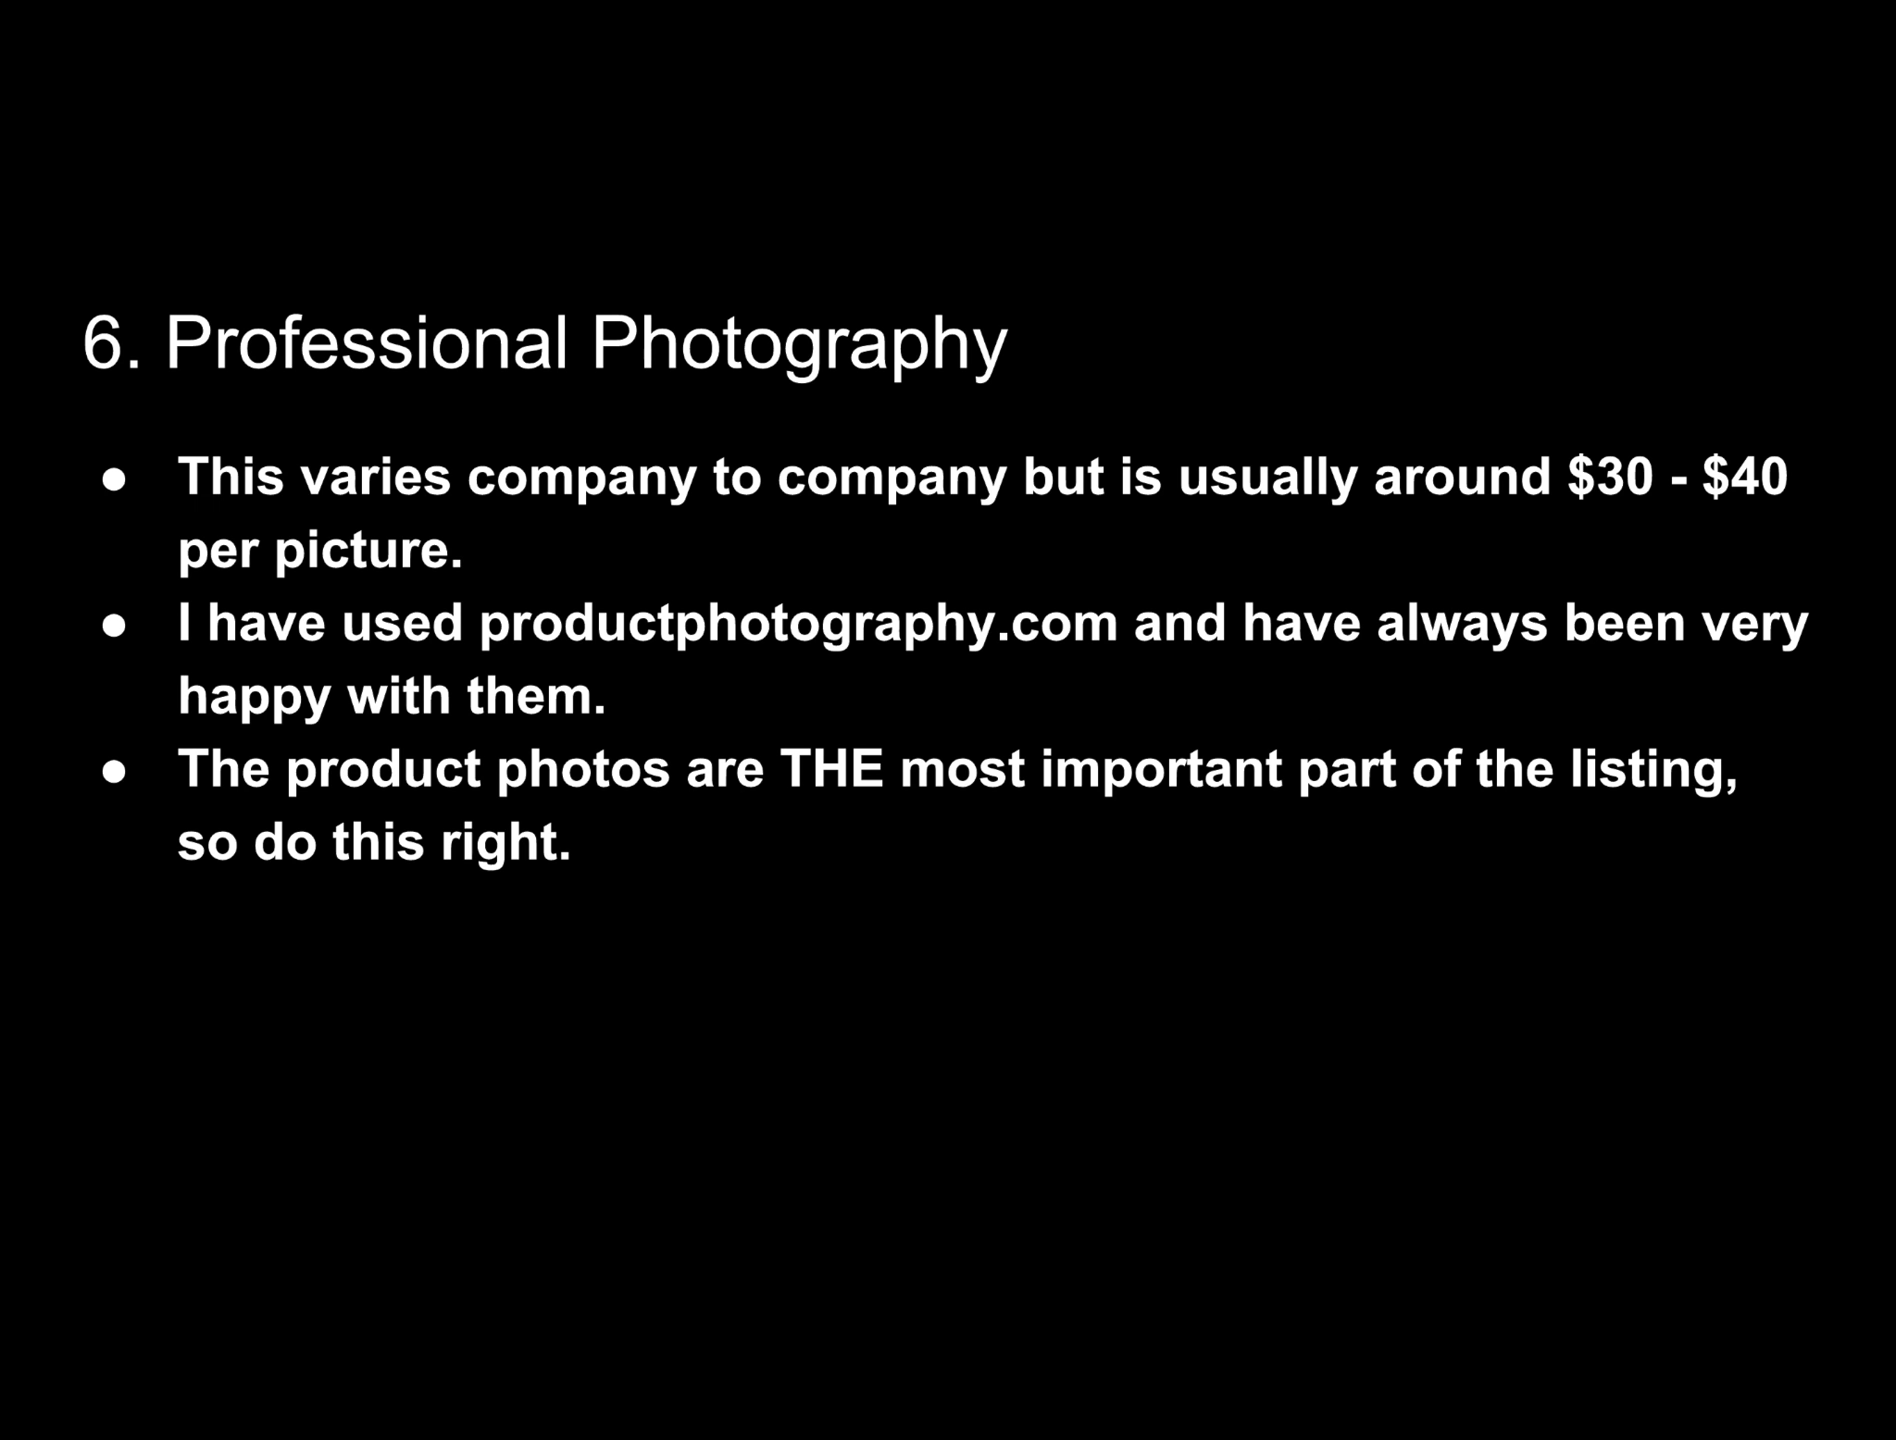 6. Professional Photography
● This varies company to company but is usually around $30 - $40
per picture.
● I have used productphotography.com and have always been very
happy with them.
● The product photos are THE most important part of the listing,
so do this right.